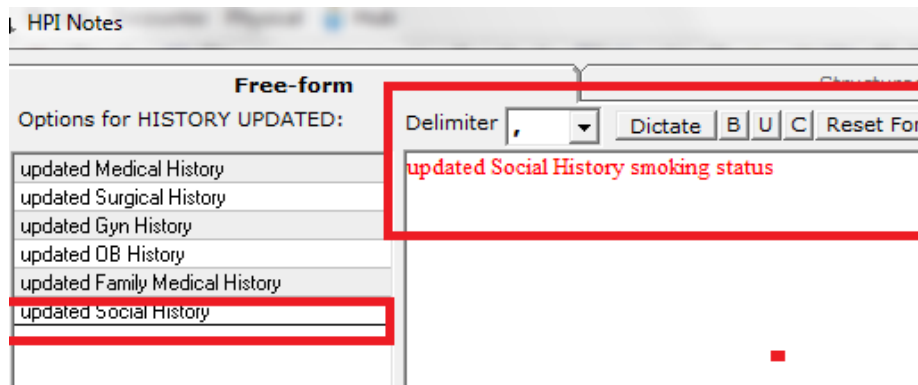 HPI Notes
Free-form
Options for HISTORY UPDATED:
Delimiter , Dictate B U C Reset For
updated Medical History
updated Surgical History
updated Gyn History
updated OB History
updated Family Medical History
updated Social History
updated Social History smoking status